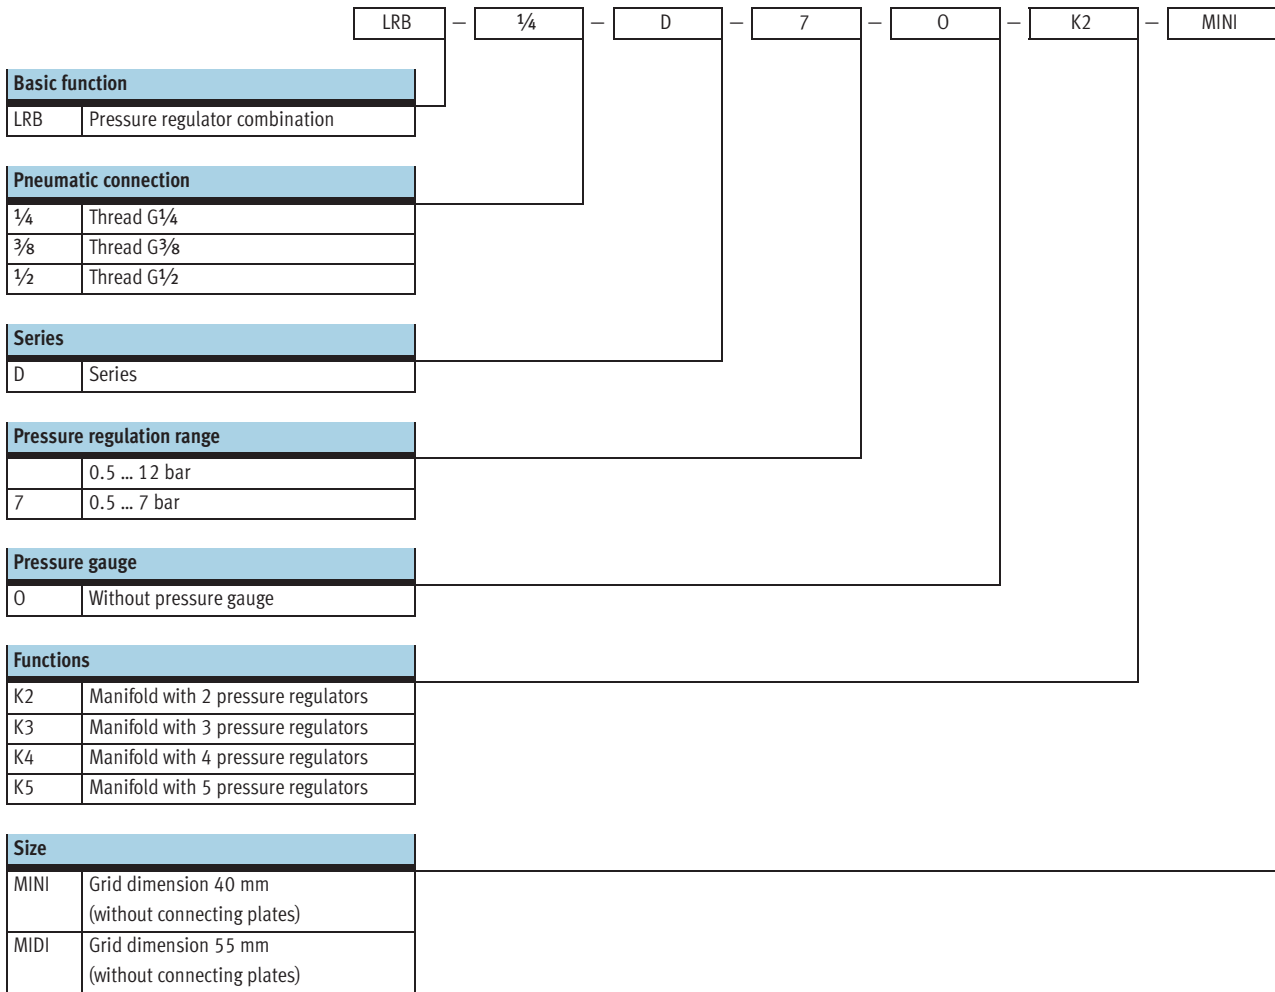 LRB – ¼ – D – 7 – O – K2 – MINI
Basic function
LRB Pressure regulator combination
Pneumatic connection
¼ Thread G¼
⅜ Thread G⅜
½ Thread G½
Series
D Series
Pressure regulation range
0.5 … 12 bar
7 0.5 … 7 bar
Pressure gauge
O Without pressure gauge
Functions
K2 Manifold with 2 pressure regulators
K3 Manifold with 3 pressure regulators
K4 Manifold with 4 pressure regulators
K5 Manifold with 5 pressure regulators
Size
MINI Grid dimension 40 mm
(without connecting plates)
MIDI Grid dimension 55 mm
(without connecting plates)